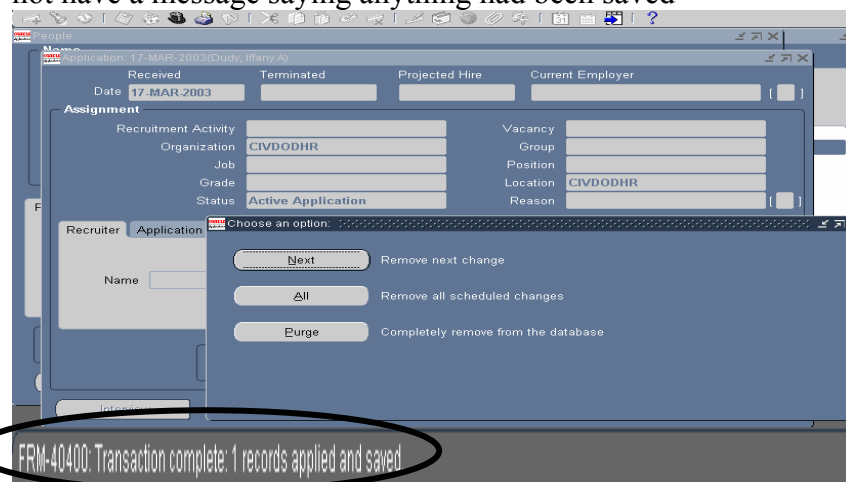 not have a message saying anything had been saved
?
People
Name
Application: 17-MAR-2003(Dudy, Iffany A)
Received Terminated Projected Hire Current Employer
Date 17-MAR-2003 [ ]
Assignment
Recruitment Activity Vacancy
Organization CIVDODHR Group
Job Position
Grade Location CIVDODHR
Status Active Application Reason [ ]
F
Recruiter Application
Choose an option:
Next Remove next change
Name
All Remove all scheduled changes
Purge Completely remove from the database
Interview
FRM-40400: Transaction complete: 1 records applied and saved